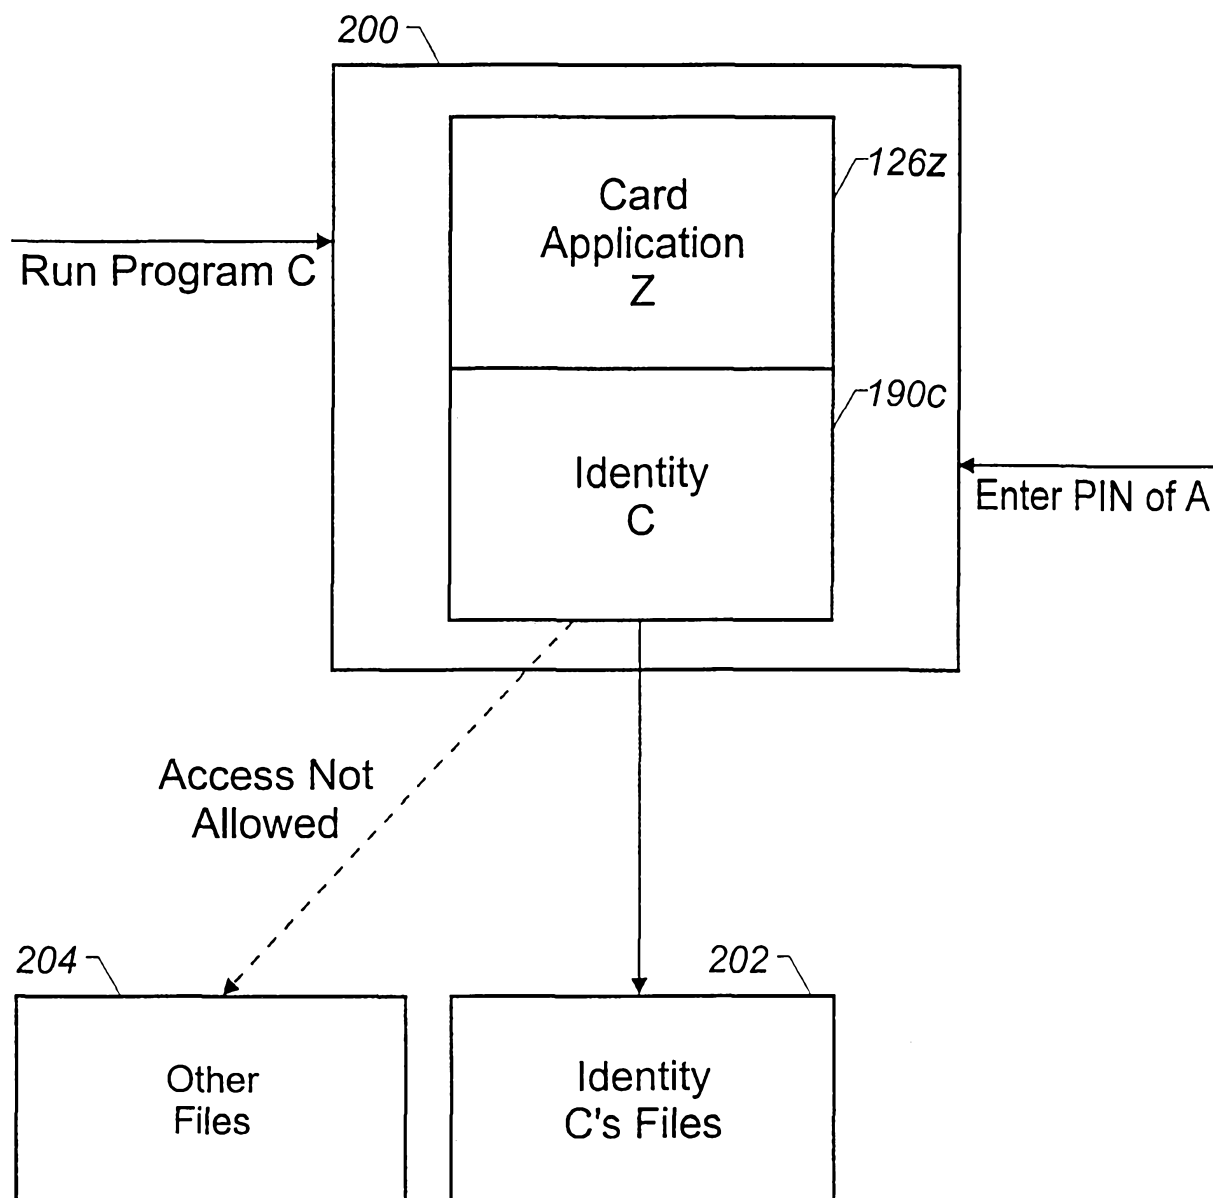 200
Card
Application
Z
126z
Run Program C
190c
Identity
C
Enter PIN of A
Access Not
Allowed
204
202
Other
Files
Identity
C's Files